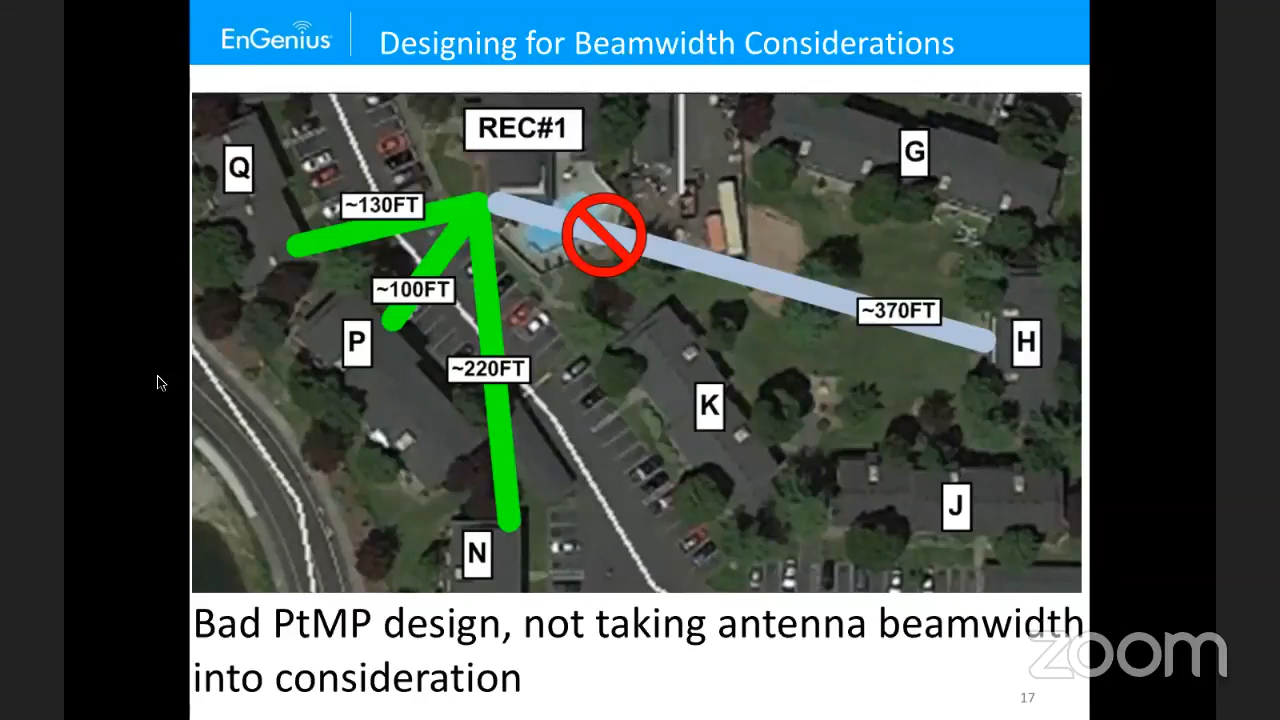 EnGenius
Designing for Beamwidth Considerations
REC#1
G
Q
~130FT
~100FT
~370FT
P
H
~220FT
K
J
N
Bad PtMP design, not taking antenna beamwidth
into consideration
zoom
17